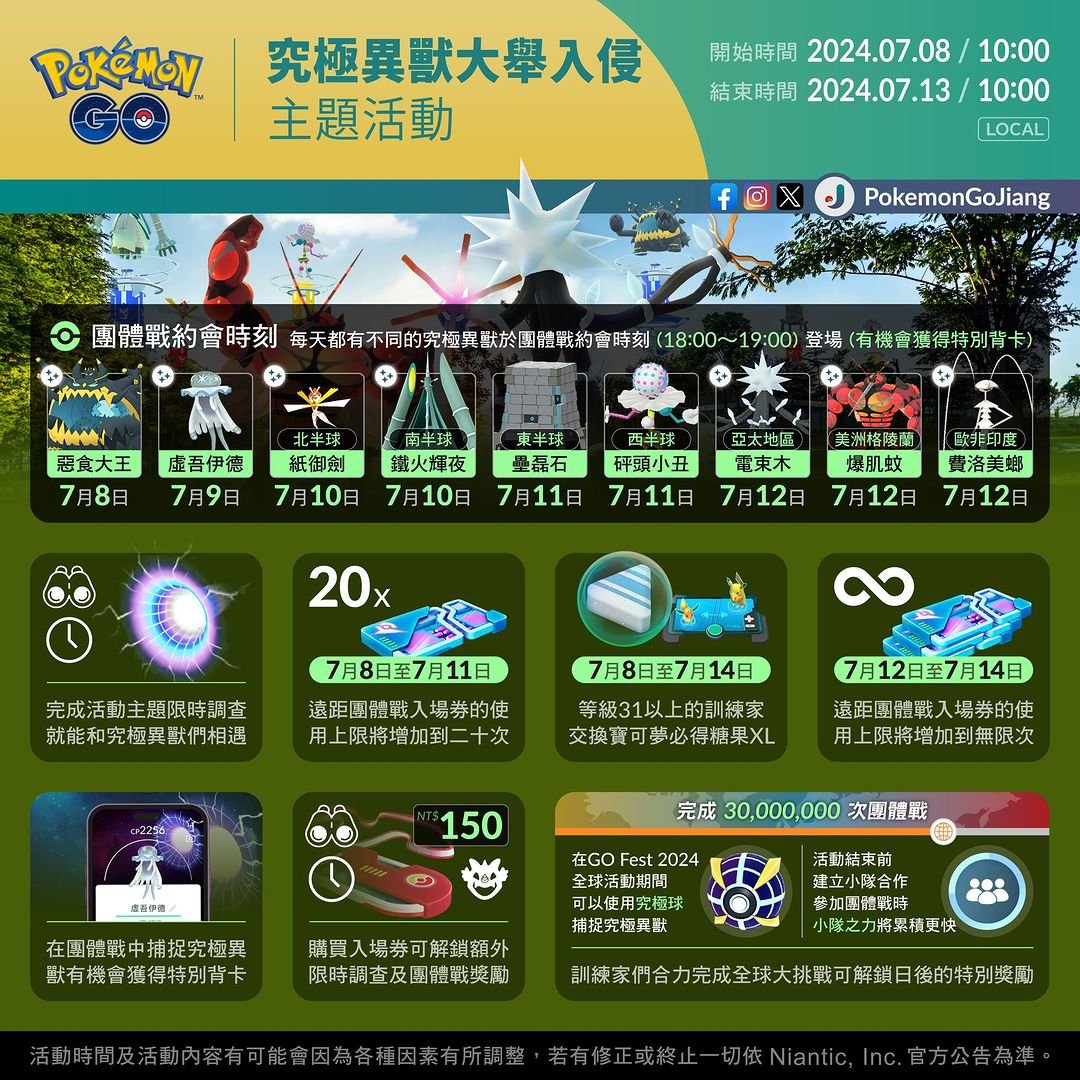 POKÉMON GO™
究極異獸大舉入侵
主題活動
開始時間 2024.07.08 / 10:00
結束時間 2024.07.13 / 10:00
LOCAL
PokemonGoJiang
團體戰約會時刻 每天都有不同的究極異獸於團體戰約會時刻 (18:00～19:00) 登場 (有機會獲得特別背卡)
北半球 南半球 東半球 西半球 亞太地區 美洲格陵蘭 歐非印度
惡食大王 虛吾伊德 紙御劍 鐵火輝夜 壘磊石 砰頭小丑 電束木 爆肌蚊 費洛美螂
7月8日 7月9日 7月10日 7月10日 7月11日 7月11日 7月12日 7月12日 7月12日
完成活動主題限時調查
就能和究極異獸們相遇
20x
7月8日至7月11日
遠距團體戰入場券的使
用上限將增加到二十次
7月8日至7月14日
等級31以上的訓練家
交換寶可夢必得糖果XL
∞
7月12日至7月14日
遠距團體戰入場券的使
用上限將增加到無限次
CP2256
虛吾伊德
在團體戰中捕捉究極異
獸有機會獲得特別背卡
NT$150
購買入場券可解鎖額外
限時調查及團體戰獎勵
完成 30,000,000 次團體戰
在GO Fest 2024
全球活動期間
可以使用究極球
捕捉究極異獸
活動結束前
建立小隊合作
參加團體戰時
小隊之力將累積更快
訓練家們合力完成全球大挑戰可解鎖日後的特別獎勵
活動時間及活動內容有可能會因為各種因素有所調整，若有修正或終止一切依 Niantic, Inc. 官方公告為準。